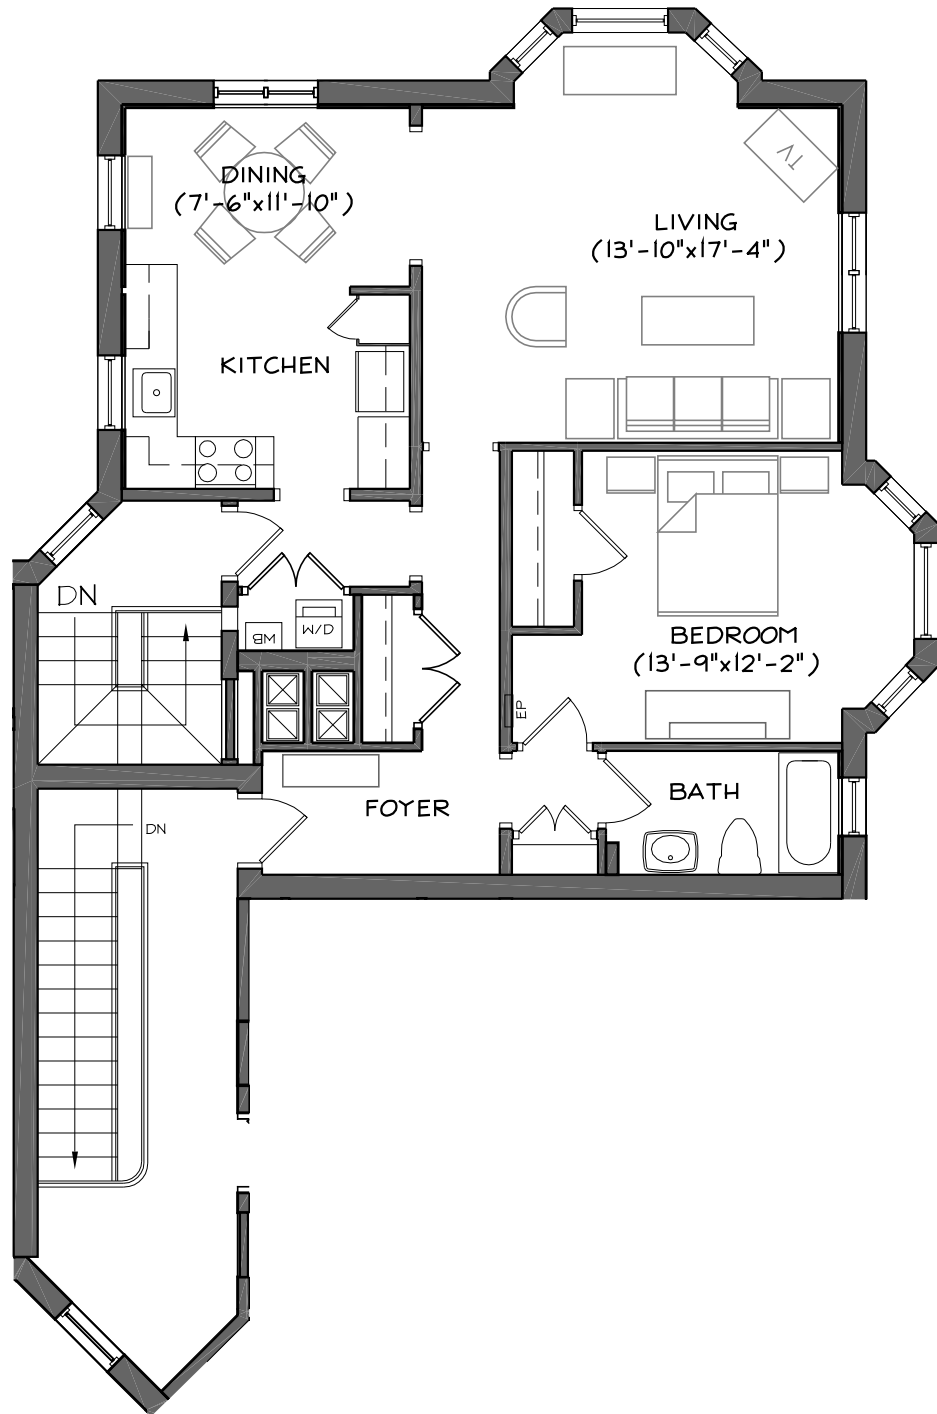 DINING
(7'-6"x11'-10")
TV
LIVING
(13'-10"x17'-4")
KITCHEN
DN
WB
W/D
BEDROOM
(13'-9"x12'-2")
EP
BATH
FOYER
DN